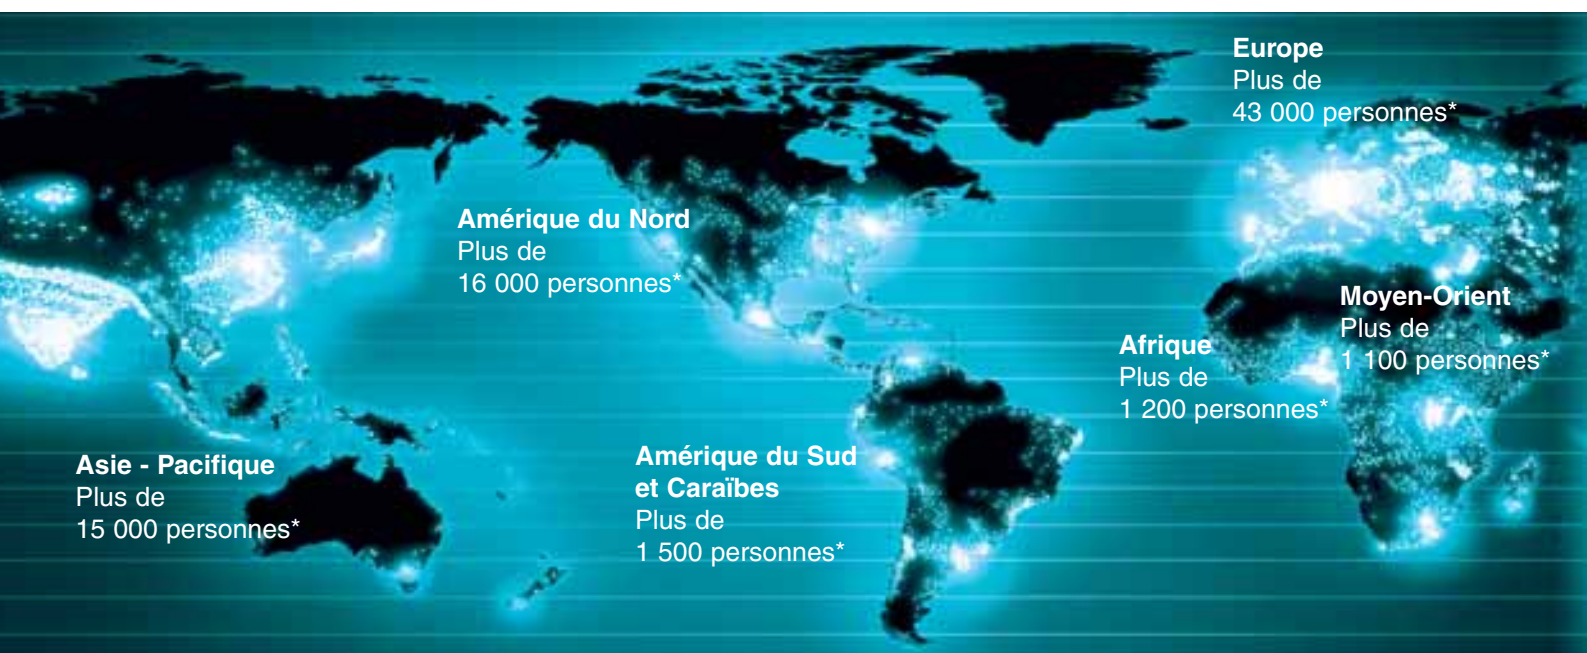 Europe
Plus de
43 000 personnes*
Amérique du Nord
Plus de
16 000 personnes*
Moyen-Orient
Plus de
1 100 personnes*
Afrique
Plus de
1 200 personnes*
Asie - Pacifique
Plus de
15 000 personnes*
Amérique du Sud
et Caraïbes
Plus de
1 500 personnes*